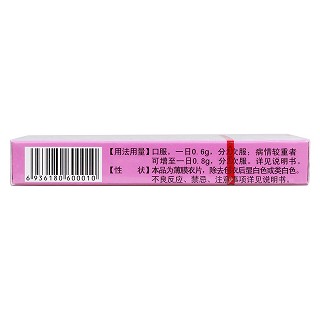 【用法用量】口服，一日0.6g，分 次服；病情较重者
可增至一日0.8g，分 次服。详见说明书。
【性 状】本品为薄膜衣片，除去 衣后显白色或类白色。
不良反应、禁忌、注意事项详见说明书。
6 936180 600010